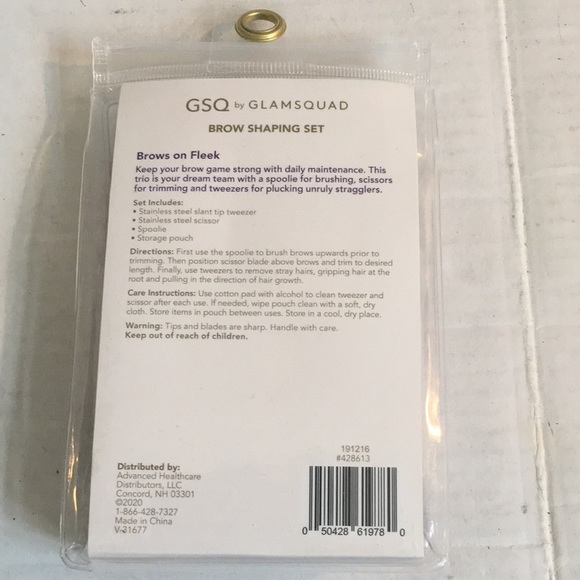 GSQ by GLAMSQUAD
BROW SHAPING SET
Brows on Fleek
Keep your brow game strong with daily maintenance. This
trio is your dream team with a spoolie for brushing, scissors
for trimming and tweezers for plucking unruly stragglers.
Set Includes:
• Stainless steel slant tip tweezer
• Stainless steel scissor
• Spoolie
• Storage pouch
Directions: First use the spoolie to brush brows upwards prior to
trimming. Then position scissor blade above brows and trim to desired
length. Finally, use tweezers to remove stray hairs, gripping hair at the
root and pulling in the direction of hair growth.
Care Instructions: Use cotton pad with alcohol to clean tweezer and
scissor after each use. If needed, wipe pouch clean with a soft, dry
cloth. Store items in pouch between uses. Store in a cool, dry place.
Warning: Tips and blades are sharp. Handle with care.
Keep out of reach of children.
191216
#428613
Distributed by:
Advanced Healthcare
Distributors, LLC
Concord, NH 03301
©2020
1-866-428-7327
Made in China
V-31677
0 50428 61978 0